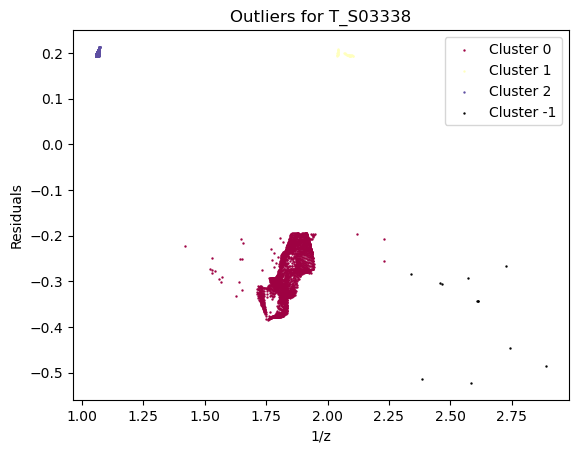 Outliers for T_S03338
Cluster 0
Cluster 1
Cluster 2
Cluster -1
0.2
0.1
0.0
−0.1
−0.2
−0.3
−0.4
−0.5
Residuals
1.00 1.25 1.50 1.75 2.00 2.25 2.50 2.75
1/z